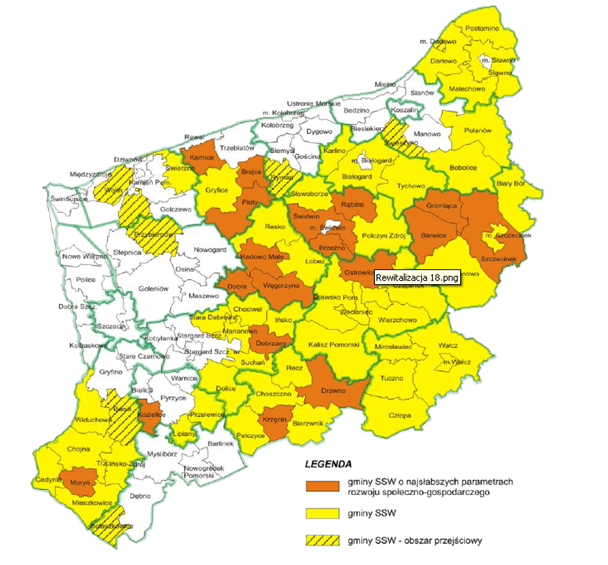 Postomino
m. Darłowo
Darłowo
m. Sławno
Sławno
Malechowo
Mielno
Sianów
Ustronie Morskie
Będzino
Koszalin
m. Kołobrzeg
Kołobrzeg
Dygowo
Biesiekierz
Manowo
Polanów
Rewal
Trzebiatów
Siemyśl
Gościno
Karlino
m. Białogard
Białogard
Bobolice
Dziwnów
Karnice
Świerzno
Międzyzdroje
Wolin
Kamień Pom.
Brojce
Rymań
Sławoborze
Tychowo
Biały Bór
Świnoujście
Golczewo
Gryfice
Płoty
Rąbino
Grzmiąca
Świdwin
m. Świdwin
Resko
Połczyn Zdrój
Barwice
m. Szczecinek
Szczecinek
Przybiernów
Brzeżno
Nowe Warpno
Stepnica
Nowogard
Radowo Małe
Łobez
Ostrowice
Rewitalizacja 18.png
Police
Osina
Goleniów
Dobra
Węgorzyno
Maszewo
Drawsko Pom.
Złocieniec
Dobra Szcz.
Chociwel
Ińsko
Wierzchowo
Szczecin
Stara Dąbrowa
Marianowo
Kobylanka
Stargard Szcz.
Kołbaskowo
Dobrzany
Kalisz Pomorski
Mirosławiec
Wałcz
m. Wałcz
Stare Czarnowo
Stargard Szcz. m.
Suchań
Gryfino
Recz
Tuczno
Warnice
Dolice
Choszczno
Drawno
Bielice
Pyrzyce
Banie
Kozielice
Przelewice
Krzęcin
Bierzwnik
Człopa
Widuchowa
Lipiany
Pełczyce
Chojna
Myślibórz
Barlinek
Trzcińsko-Zdrój
Nowogródek
Pomorski
Cedynia
Moryń
Mieszkowice
Dębno
Boleszkowice
LEGENDA
gminy SSW o najsłabszych parametrach
rozwoju społeczno-gospodarczego
gminy SSW
gminy SSW - obszar przejściowy